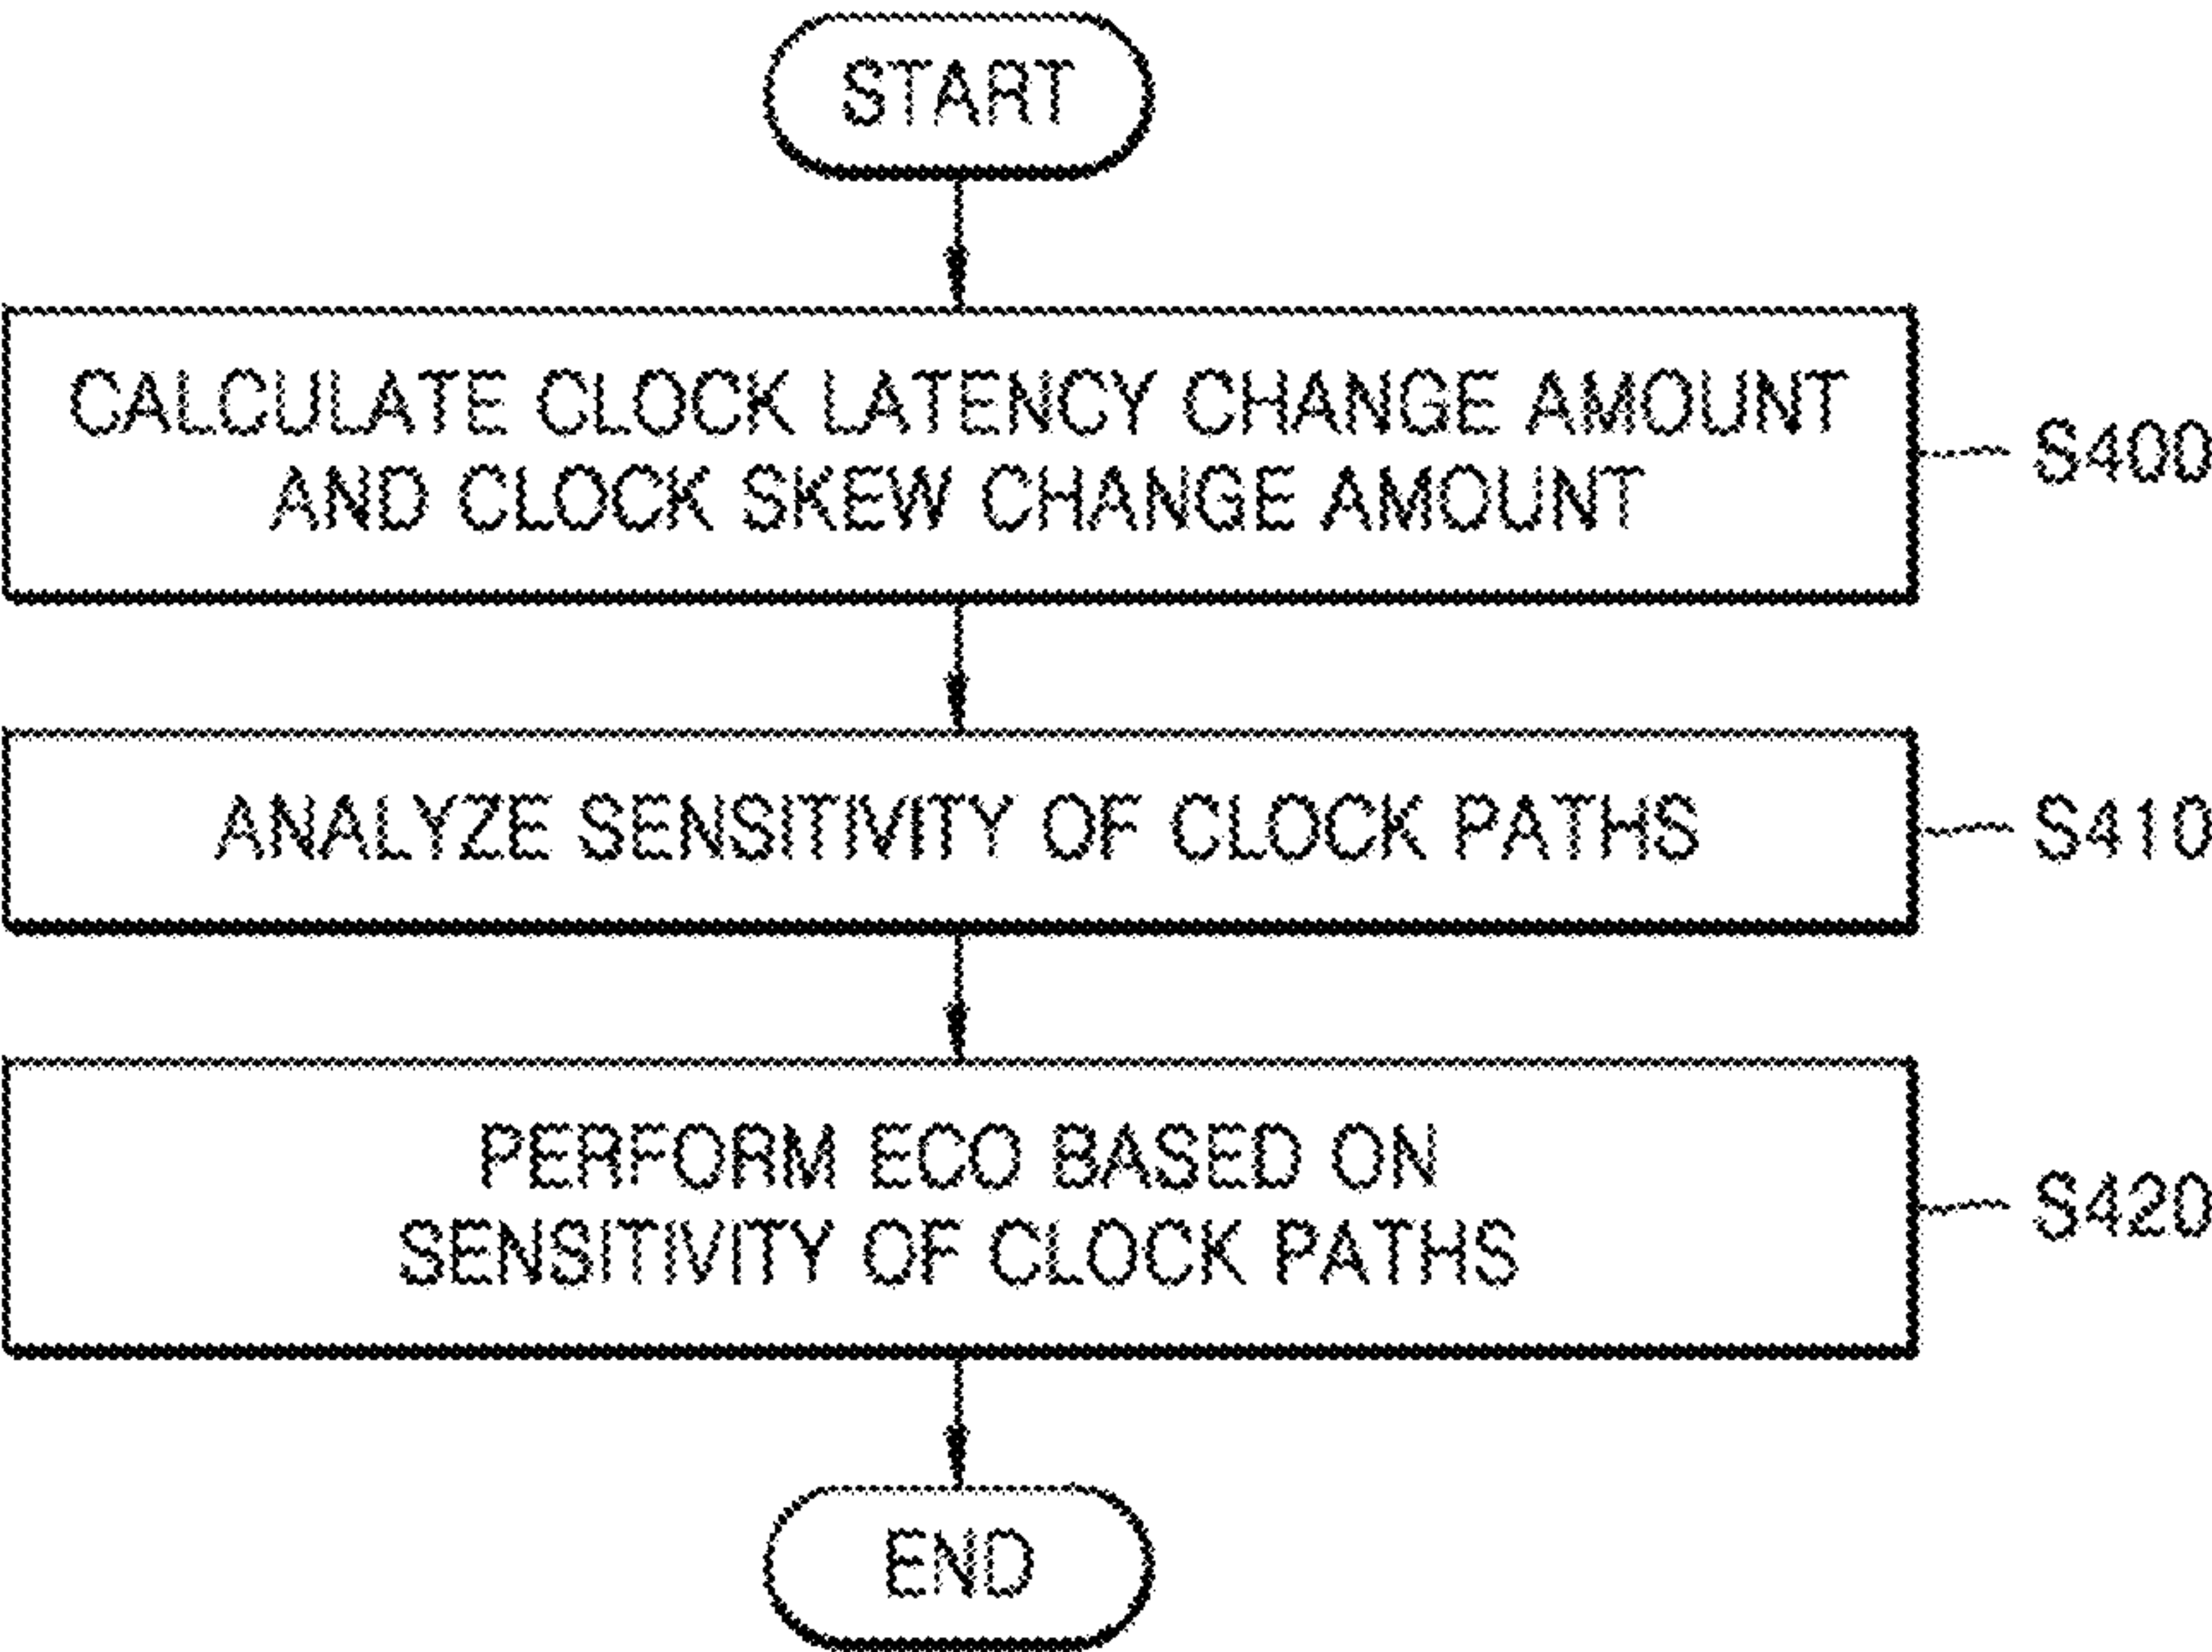 START
CALCULATE CLOCK LATENCY CHANGE AMOUNT
AND CLOCK SKEW CHANGE AMOUNT
S400
ANALYZE SENSITIVITY OF CLOCK PATHS
S410
PERFORM ECO BASED ON
SENSITIVITY OF CLOCK PATHS
S420
END